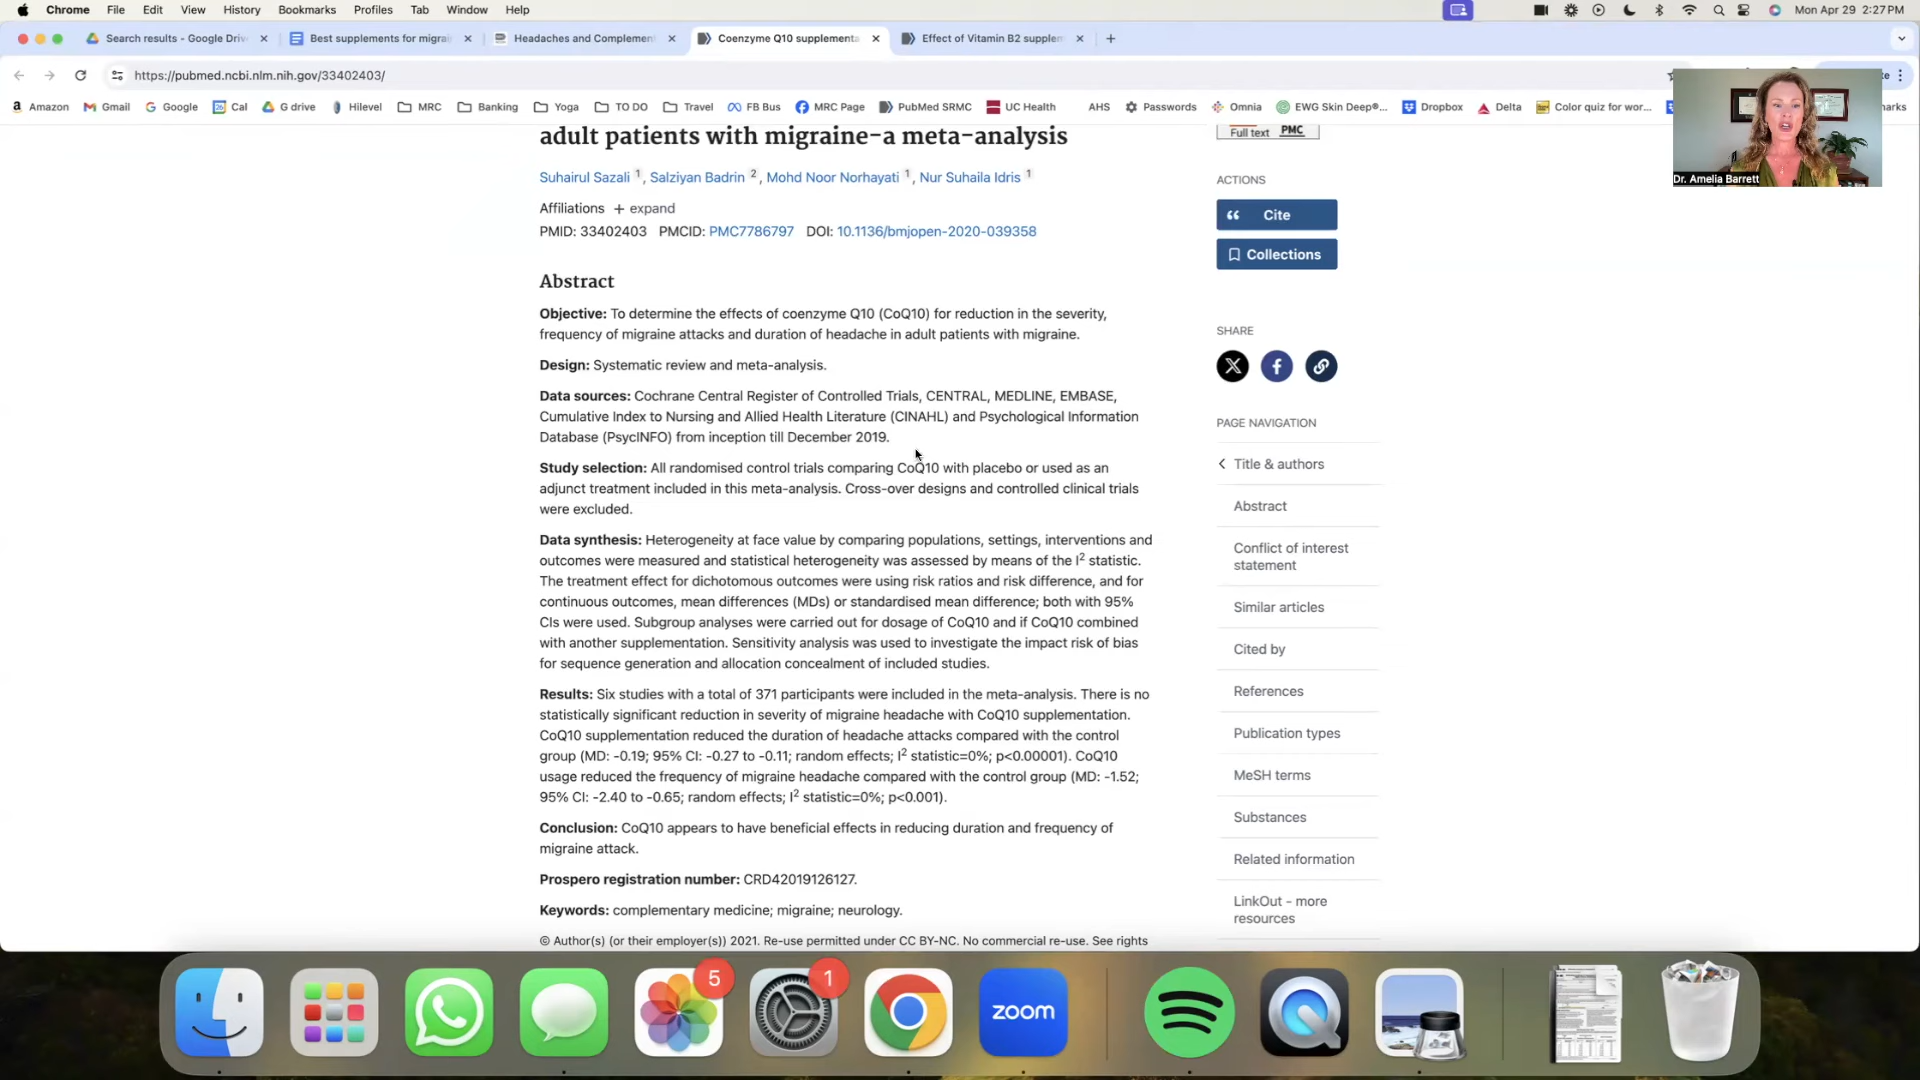 Chrome File Edit View History Bookmarks Profiles Tab Window Help
Mon Apr 29 2:27 PM
Search results - Google Driv
Best supplements for migrai
Headaches and Complemen
Coenzyme Q10 supplementa
Effect of Vitamin B2 supplem
https://pubmed.ncbi.nlm.nih.gov/33402403/
Amazon Gmail Google Cal G drive Hilevel MRC Banking Yoga TO DO Travel FB Bus MRC Page PubMed SRMC UC Health AHS Passwords Omnia EWG Skin Deep®... Dropbox Delta Color quiz for wor...
Dr. Amelia Barrett
adult patients with migraine-a meta-analysis
Suhairul Sazali 1, Salziyan Badrin 2, Mohd Noor Norhayati 1, Nur Suhaila Idris 1
Affiliations + expand
PMID: 33402403 PMCID: PMC7786797 DOI: 10.1136/bmjopen-2020-039358
Abstract
Objective: To determine the effects of coenzyme Q10 (CoQ10) for reduction in the severity,
frequency of migraine attacks and duration of headache in adult patients with migraine.
Design: Systematic review and meta-analysis.
Data sources: Cochrane Central Register of Controlled Trials, CENTRAL, MEDLINE, EMBASE,
Cumulative Index to Nursing and Allied Health Literature (CINAHL) and Psychological Information
Database (PsycINFO) from inception till December 2019.
Study selection: All randomised control trials comparing CoQ10 with placebo or used as an
adjunct treatment included in this meta-analysis. Cross-over designs and controlled clinical trials
were excluded.
Data synthesis: Heterogeneity at face value by comparing populations, settings, interventions and
outcomes were measured and statistical heterogeneity was assessed by means of the I2 statistic.
The treatment effect for dichotomous outcomes were using risk ratios and risk difference, and for
continuous outcomes, mean differences (MDs) or standardised mean difference; both with 95%
CIs were used. Subgroup analyses were carried out for dosage of CoQ10 and if CoQ10 combined
with another supplementation. Sensitivity analysis was used to investigate the impact risk of bias
for sequence generation and allocation concealment of included studies.
Results: Six studies with a total of 371 participants were included in the meta-analysis. There is no
statistically significant reduction in severity of migraine headache with CoQ10 supplementation.
CoQ10 supplementation reduced the duration of headache attacks compared with the control
group (MD: -0.19; 95% CI: -0.27 to -0.11; random effects; I2 statistic=0%; p<0.00001). CoQ10
usage reduced the frequency of migraine headache compared with the control group (MD: -1.52;
95% CI: -2.40 to -0.65; random effects; I2 statistic=0%; p<0.001).
Conclusion: CoQ10 appears to have beneficial effects in reducing duration and frequency of
migraine attack.
Prospero registration number: CRD42019126127.
Keywords: complementary medicine; migraine; neurology.
© Author(s) (or their employer(s)) 2021. Re-use permitted under CC BY-NC. No commercial re-use. See rights
Full text PMC
ACTIONS
Cite
Collections
SHARE
PAGE NAVIGATION
Title & authors
Abstract
Conflict of interest
statement
Similar articles
Cited by
References
Publication types
MeSH terms
Substances
Related information
LinkOut - more
resources
5
1
zoom